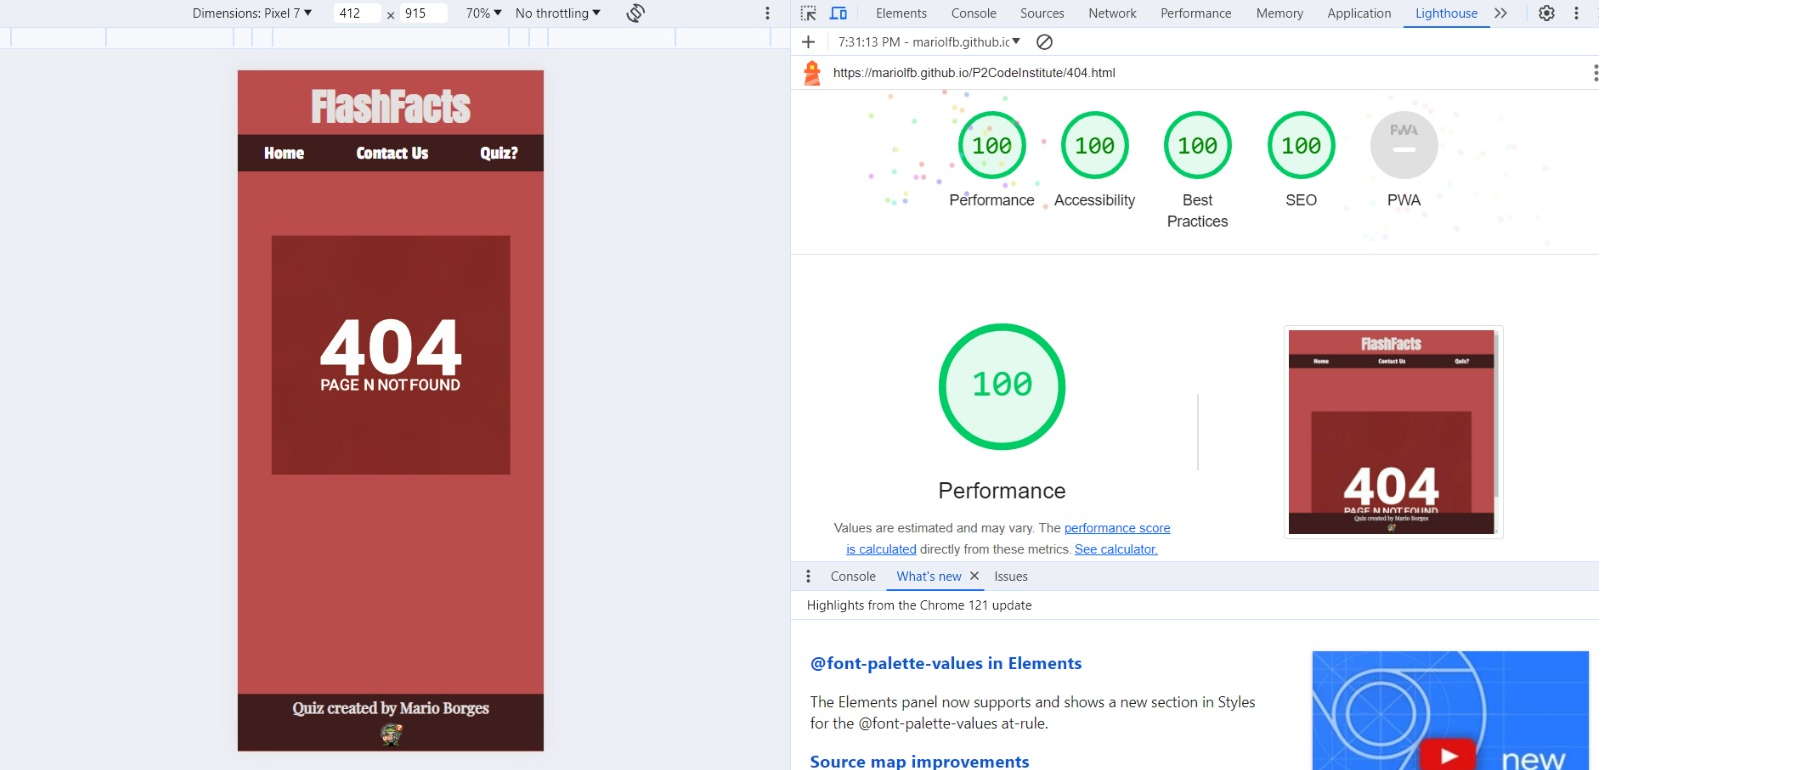 Dimensions: Pixel 7 412 × 915 70% No throttling
FlashFacts
Home Contact Us Quiz?
404
PAGE N NOT FOUND
Quiz created by Mario Borges
Elements Console Sources Network Performance Memory Application Lighthouse
7:31:13 PM - mariolfb.github.ic
https://mariolfb.github.io/P2CodeInstitute/404.html
100 100 100 100 PWA
Performance Accessibility Best Practices SEO PWA
100
Performance
Values are estimated and may vary. The performance score
is calculated directly from these metrics. See calculator.
FlashFacts
Home Contact Us Quiz?
404
PAGE N NOT FOUND
Quiz created by Mario Borges
Console What's new Issues
Highlights from the Chrome 121 update
@font-palette-values in Elements
The Elements panel now supports and shows a new section in Styles
for the @font-palette-values at-rule.
Source map improvements
new